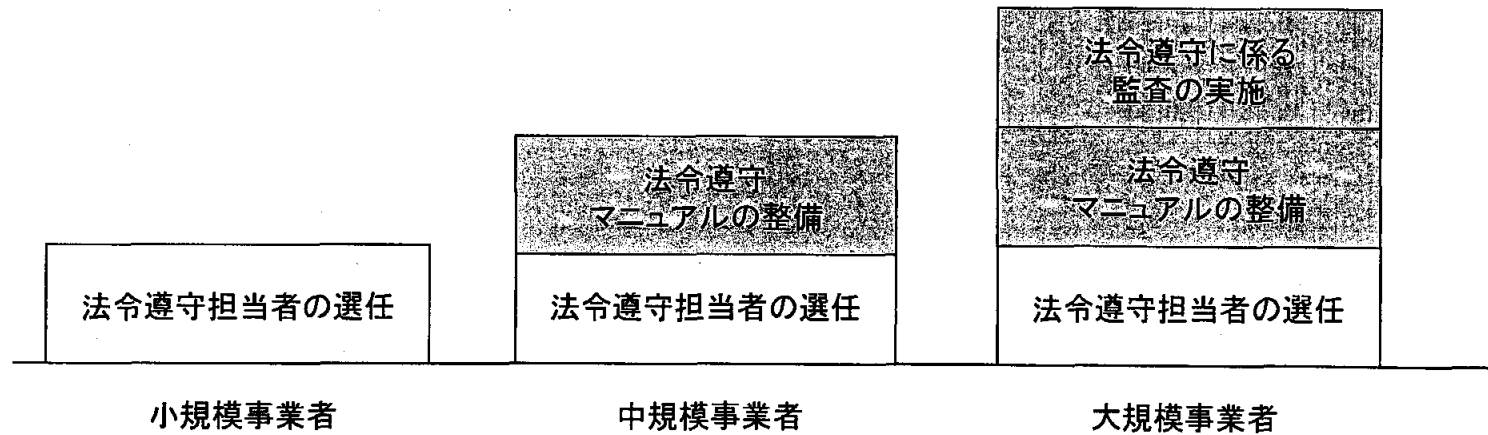 法令遵守に係る
監査の実施
法令遵守
マニュアルの整備
法令遵守
マニュアルの整備
法令遵守担当者の選任
法令遵守担当者の選任
法令遵守担当者の選任
小規模事業者
中規模事業者
大規模事業者